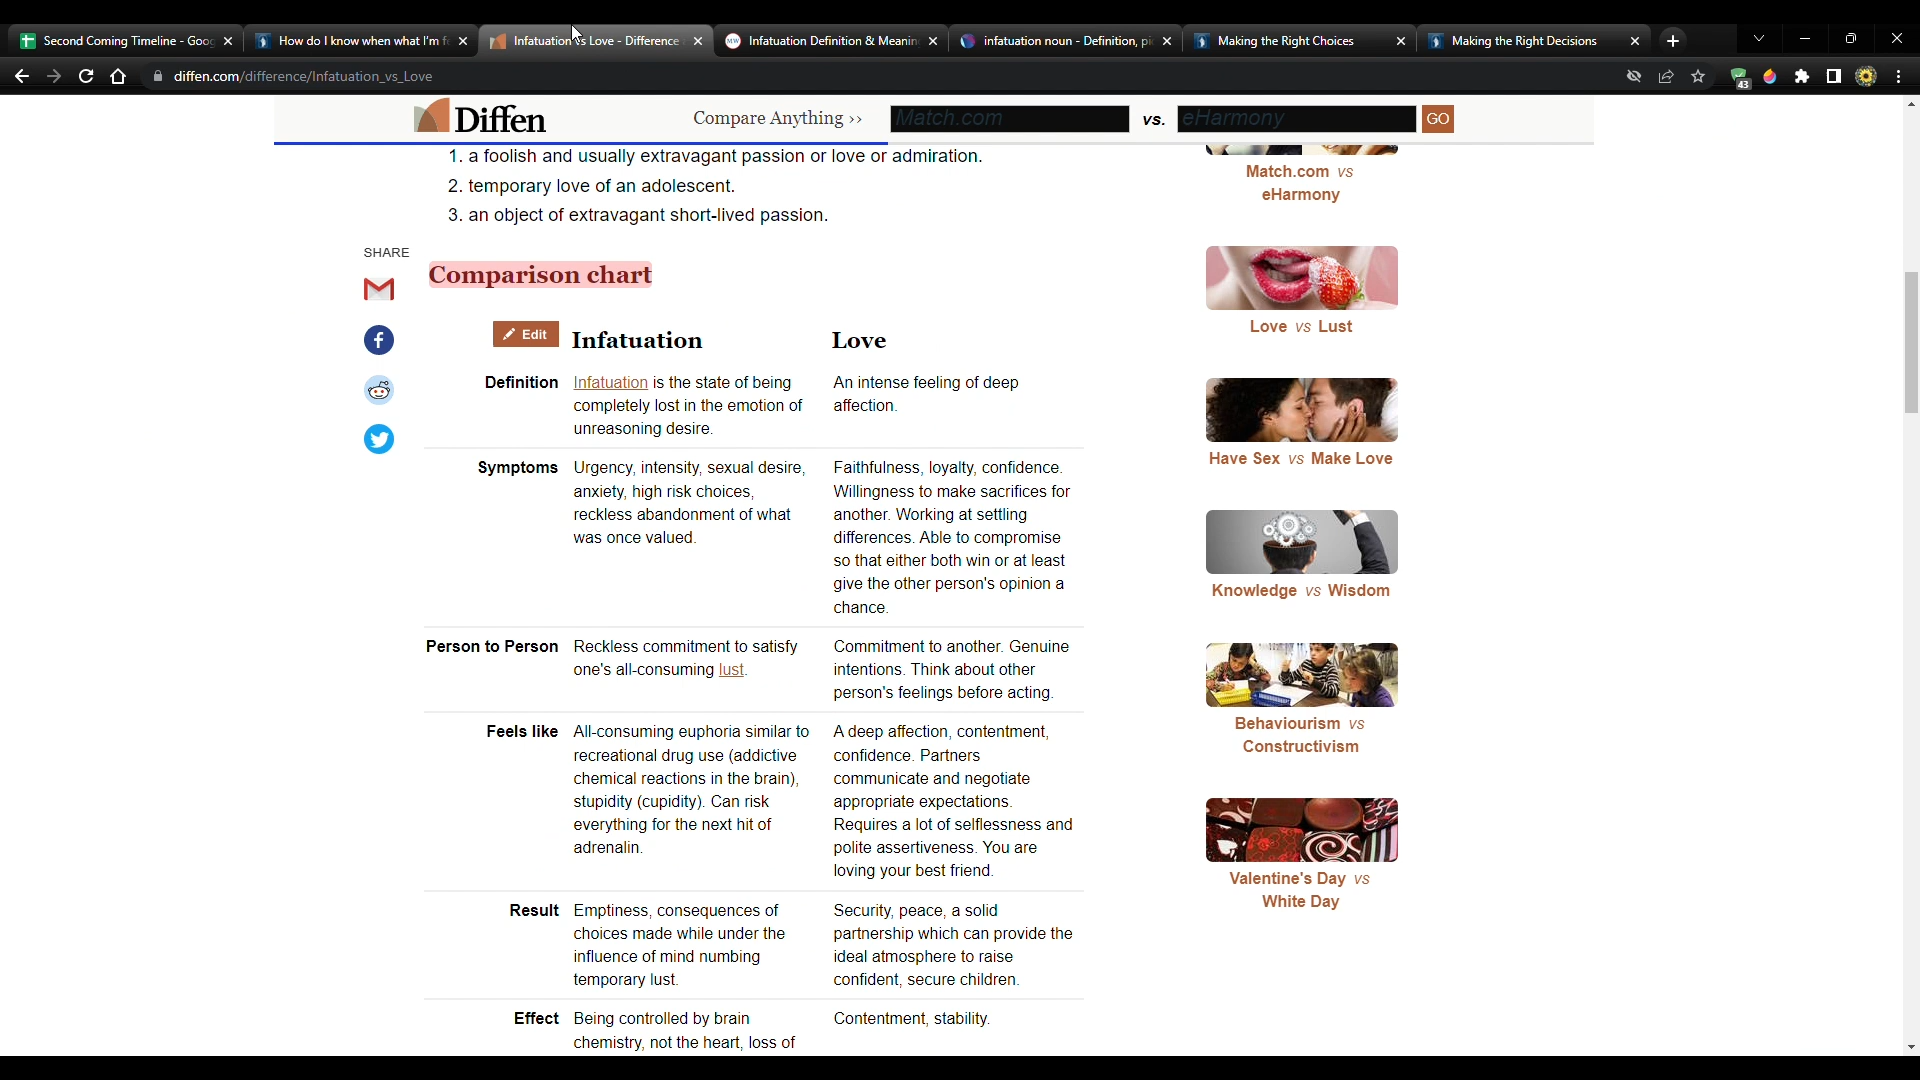 Second Coming Timeline - Goog
How do I know when what I'm f
Infatuation vs Love - Difference
Infatuation Definition & Meanin
infatuation noun - Definition, pi
Making the Right Choices
Making the Right Decisions
diffen.com/difference/Infatuation_vs_Love
43
Diffen
Compare Anything ››
Match.com
vs.
eHarmony
GO
1. a foolish and usually extravagant passion or love or admiration.
2. temporary love of an adolescent.
3. an object of extravagant short-lived passion.
SHARE
Comparison chart
Edit
Infatuation
Love
Definition
Infatuation is the state of being
completely lost in the emotion of
unreasoning desire.
An intense feeling of deep
affection.
Symptoms
Urgency, intensity, sexual desire,
anxiety, high risk choices,
reckless abandonment of what
was once valued.
Faithfulness, loyalty, confidence.
Willingness to make sacrifices for
another. Working at settling
differences. Able to compromise
so that either both win or at least
give the other person's opinion a
chance.
Person to Person
Reckless commitment to satisfy
one's all-consuming lust.
Commitment to another. Genuine
intentions. Think about other
person's feelings before acting.
Feels like
All-consuming euphoria similar to
recreational drug use (addictive
chemical reactions in the brain),
stupidity (cupidity). Can risk
everything for the next hit of
adrenalin.
A deep affection, contentment,
confidence. Partners
communicate and negotiate
appropriate expectations.
Requires a lot of selflessness and
polite assertiveness. You are
loving your best friend.
Result
Emptiness, consequences of
choices made while under the
influence of mind numbing
temporary lust.
Security, peace, a solid
partnership which can provide the
ideal atmosphere to raise
confident, secure children.
Effect
Being controlled by brain
chemistry, not the heart, loss of
Contentment, stability.
Match.com vs
eHarmony
Love vs Lust
Have Sex vs Make Love
Knowledge vs Wisdom
Behaviourism vs
Constructivism
Valentine's Day vs
White Day